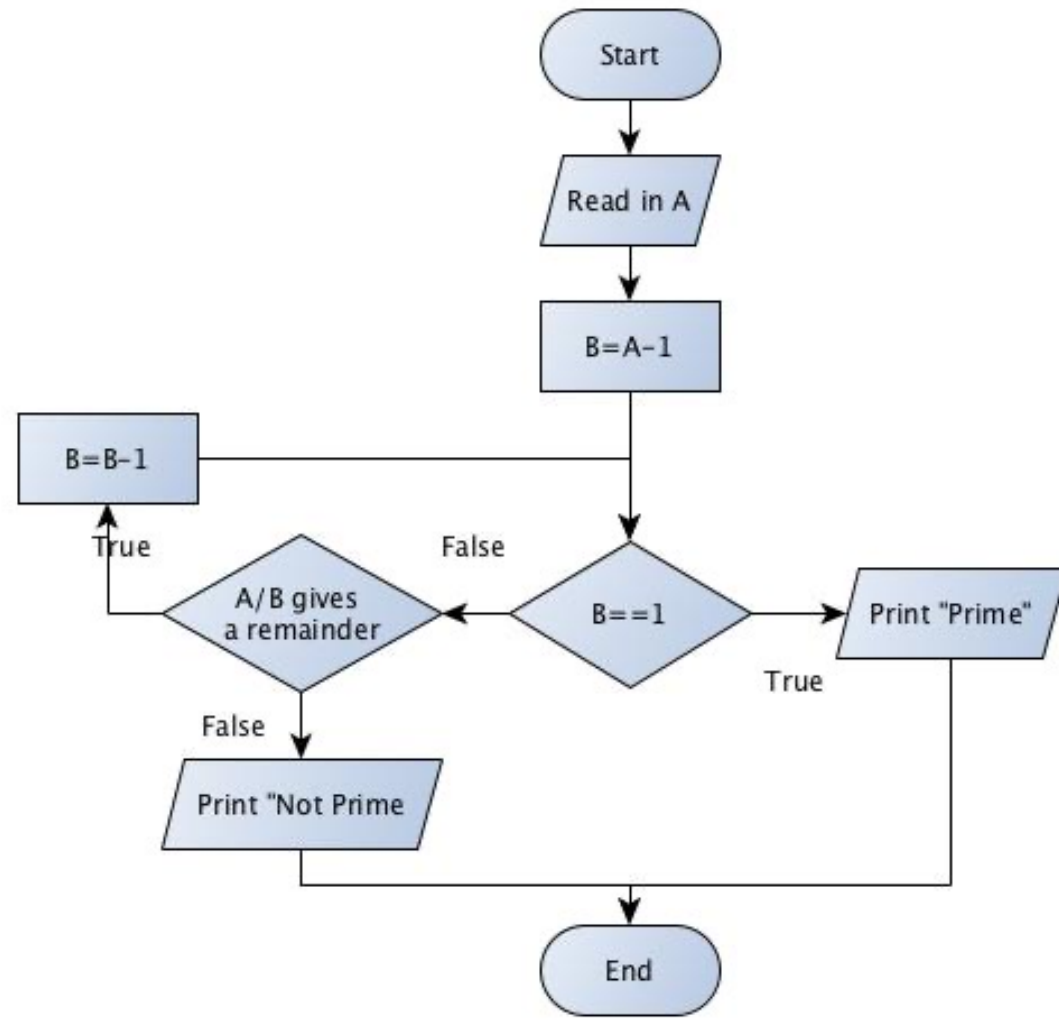 Start
Read in A
B=A-1
B=B-1
True
False
A/B gives
a remainder
B==1
Print "Prime"
True
False
Print "Not Prime
End